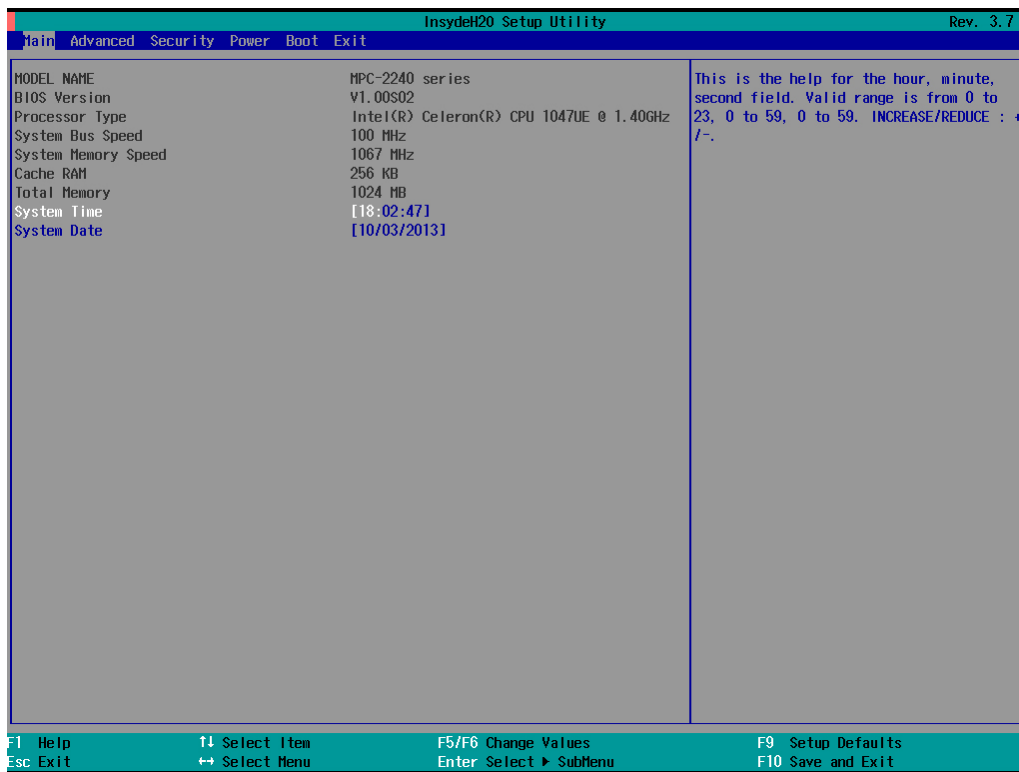 InsydeH20 Setup Utility Rev. 3.7
Main Advanced Security Power Boot Exit
MODEL NAME MPC-2240 series
BIOS Version V1.00S02
Processor Type Intel(R) Celeron(R) CPU 1047UE @ 1.40GHz
System Bus Speed 100 MHz
System Memory Speed 1067 MHz
Cache RAM 256 KB
Total Memory 1024 MB
System Time [18:02:47]
System Date [10/03/2013]
This is the help for the hour, minute,
second field. Valid range is from 0 to
23, 0 to 59, 0 to 59. INCREASE/REDUCE : +
/-.
F1 Help ↑↓ Select Item F5/F6 Change Values F9 Setup Defaults
Esc Exit ↔ Select Menu Enter Select ▶ SubMenu F10 Save and Exit